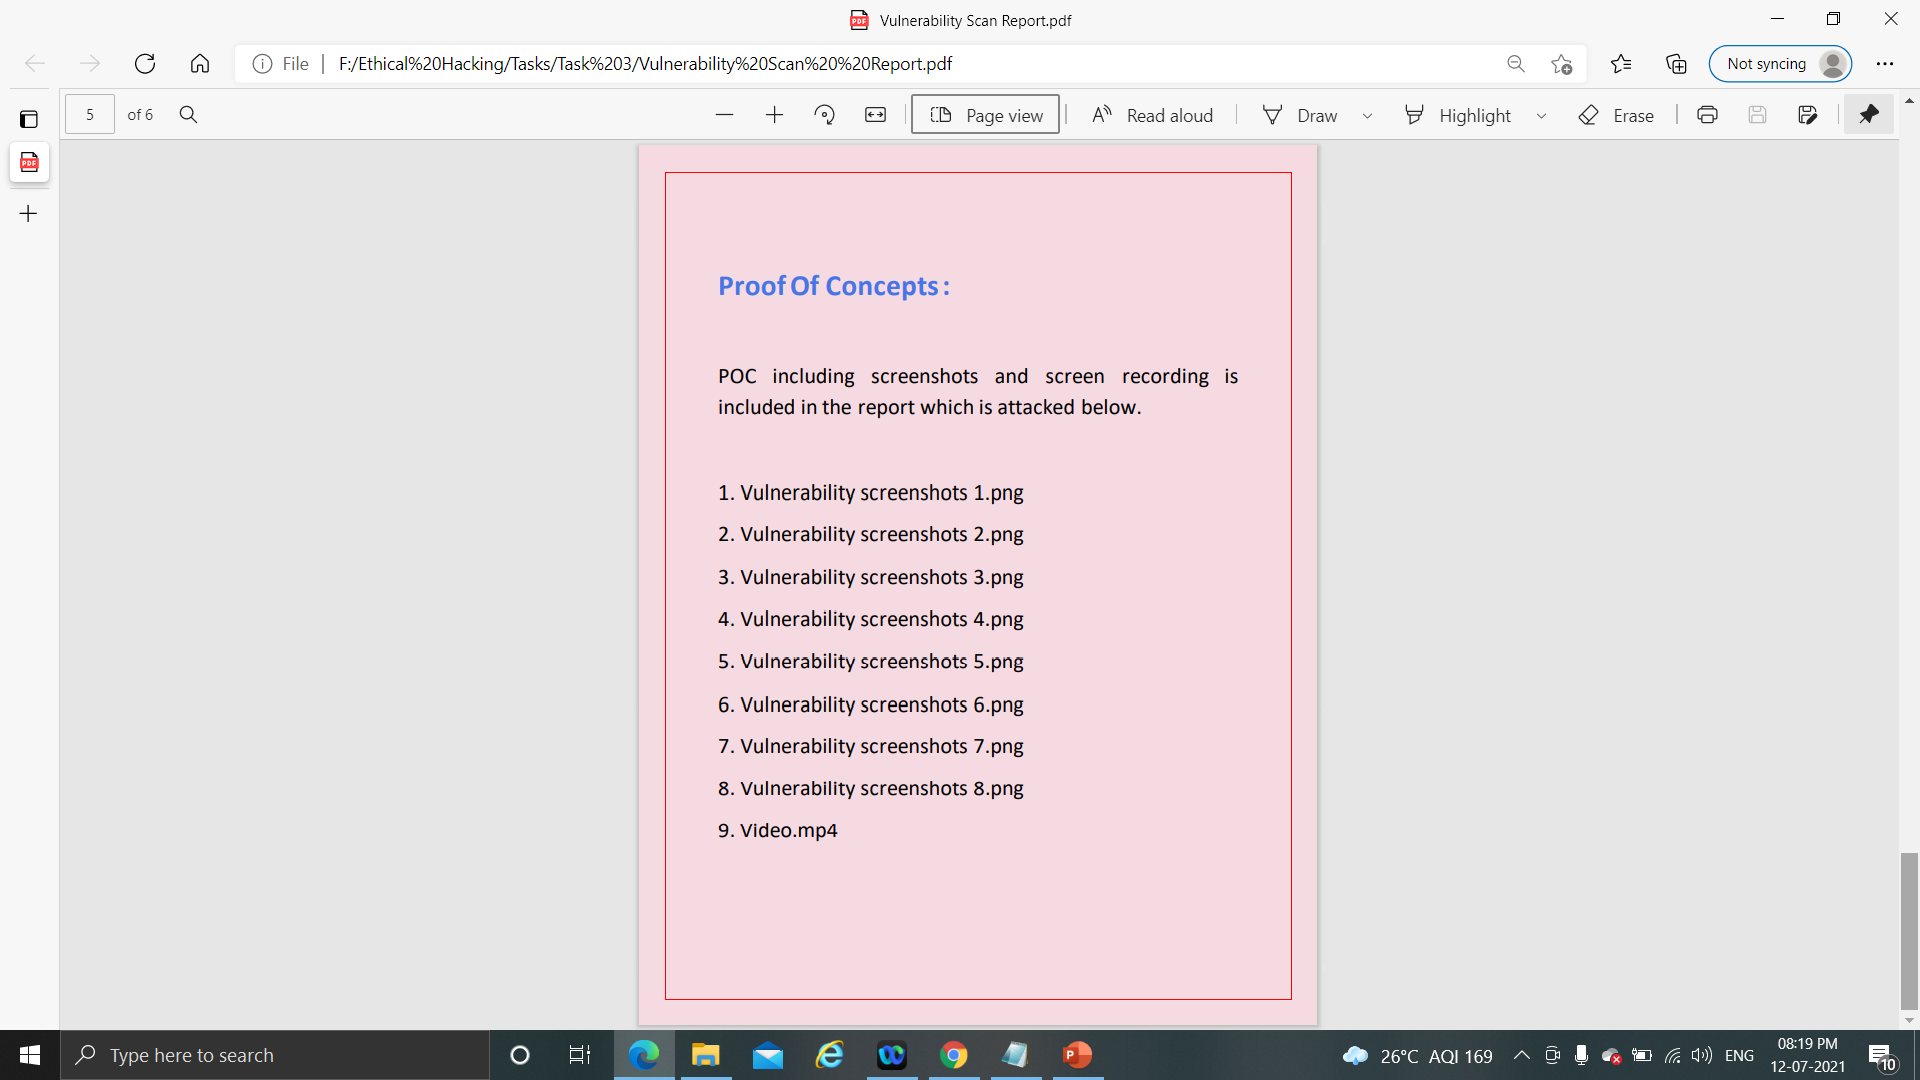 Vulnerability Scan Report.pdf
File
F:/Ethical%20Hacking/Tasks/Task%203/Vulnerability%20Scan%20%20Report.pdf
Not syncing
5 of 6
Page view
Read aloud
Draw
Highlight
Erase
Proof Of Concepts :
POC including screenshots and screen recording is
included in the report which is attacked below.
1. Vulnerability screenshots 1.png
2. Vulnerability screenshots 2.png
3. Vulnerability screenshots 3.png
4. Vulnerability screenshots 4.png
5. Vulnerability screenshots 5.png
6. Vulnerability screenshots 6.png
7. Vulnerability screenshots 7.png
8. Vulnerability screenshots 8.png
9. Video.mp4
Type here to search
26°C AQI 169
ENG
08:19 PM
12-07-2021
10